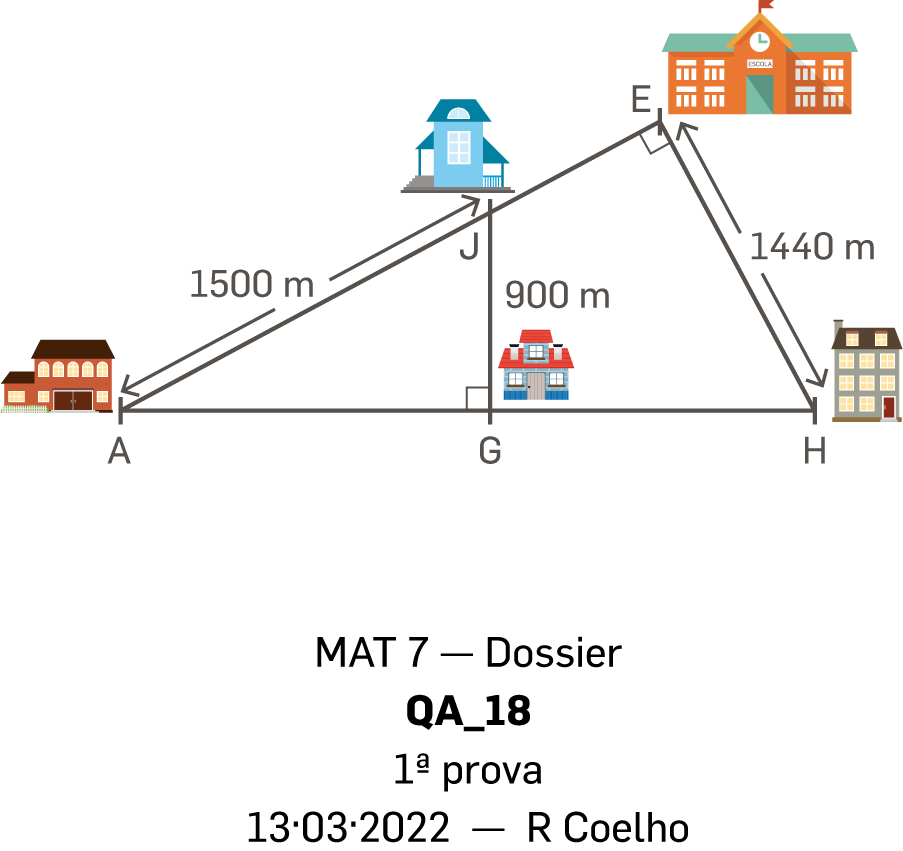 ESCOLA
E
J
1440 m
1500 m
900 m
A
G
H
MAT 7 — Dossier
QA_18
1ª prova
13·03·2022 — R Coelho